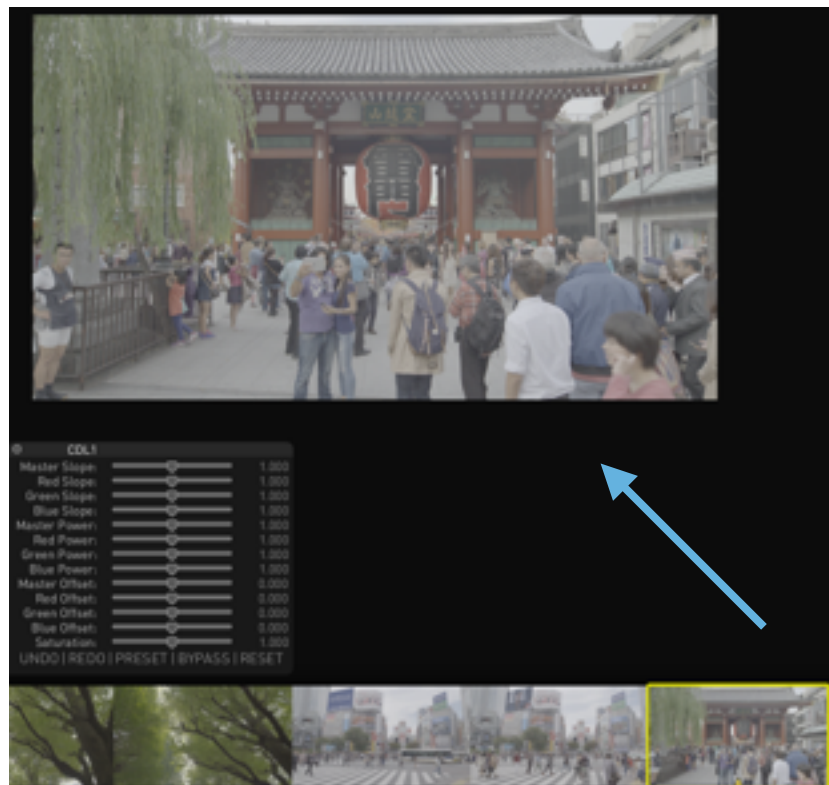 CDL1
Master Slope: 1.000
Red Slope: 1.000
Green Slope: 1.000
Blue Slope: 1.000
Master Power: 1.000
Red Power: 1.000
Green Power: 1.000
Blue Power: 1.000
Master Offset: 0.000
Red Offset: 0.000
Green Offset: 0.000
Blue Offset: 0.000
Saturation: 1.000
UNDO | REDO | PRESET | BYPASS | RESET